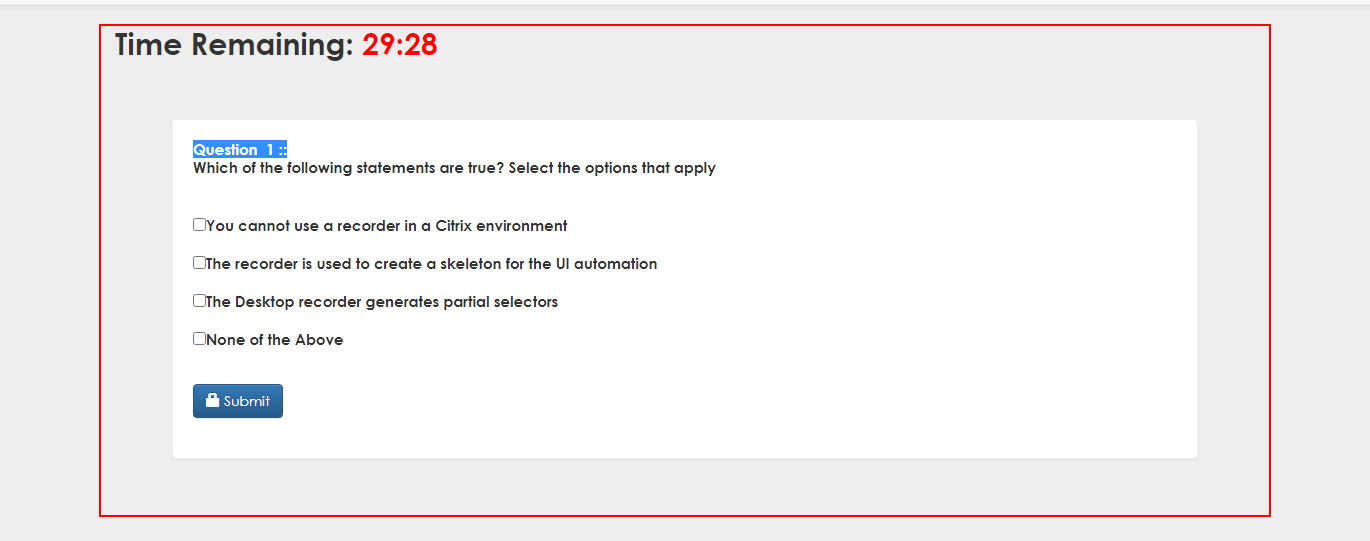 Time Remaining: 29:28
Question 1 ::
Which of the following statements are true? Select the options that apply
You cannot use a recorder in a Citrix environment
The recorder is used to create a skeleton for the UI automation
The Desktop recorder generates partial selectors
None of the Above
Submit